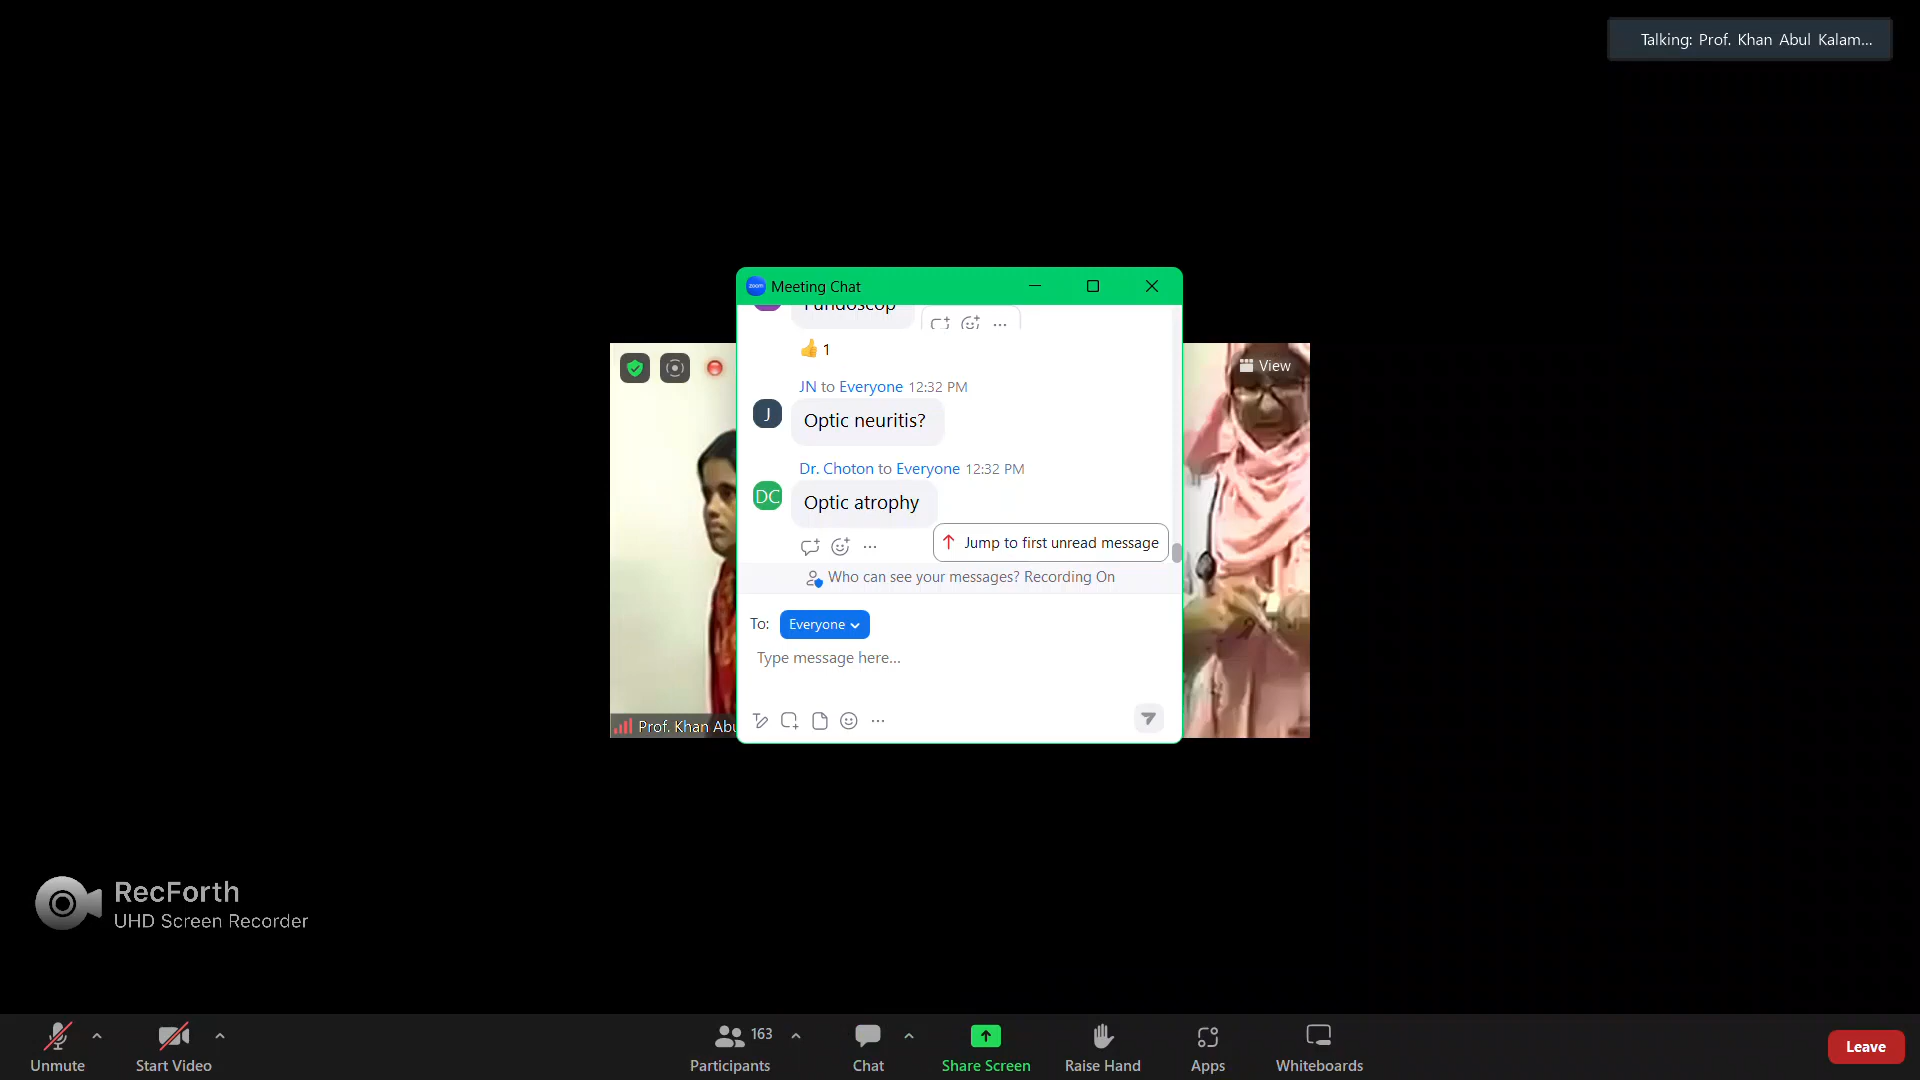 Talking: Prof. Khan Abul Kalam...
zoom Meeting Chat
Fundoscop
1
JN to Everyone 12:32 PM
J
Optic neuritis?
Dr. Choton to Everyone 12:32 PM
DC
Optic atrophy
Jump to first unread message
Who can see your messages? Recording On
To: Everyone
Type message here...
View
Prof. Khan Abu
RecForth
UHD Screen Recorder
Unmute
Start Video
163
Participants
Chat
Share Screen
Raise Hand
Apps
Whiteboards
Leave